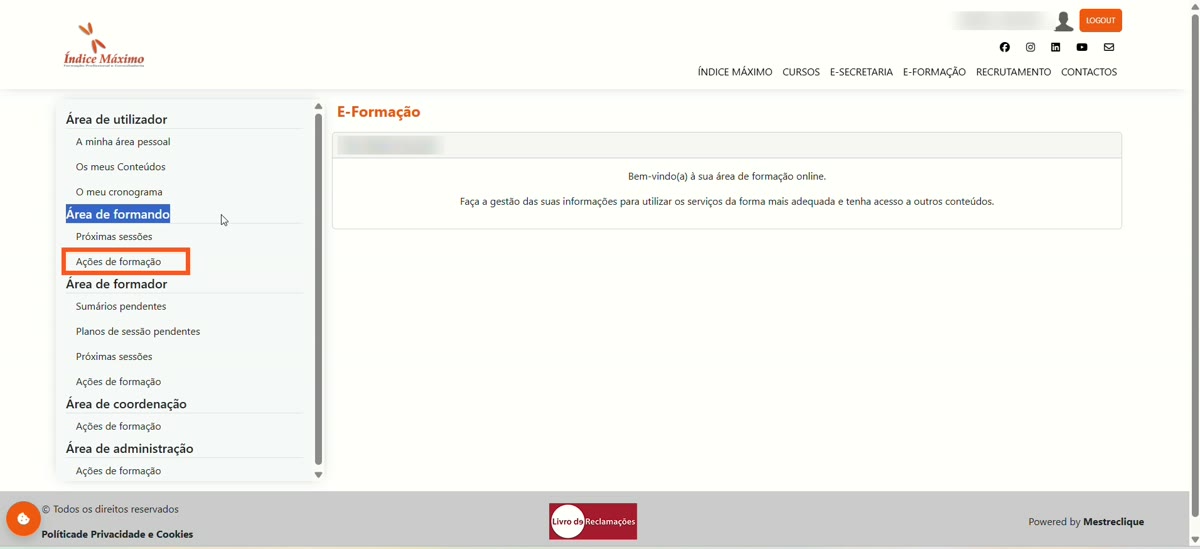 LOGOUT
Índice Máximo
ÍNDICE MÁXIMO CURSOS E-SECRETARIA E-FORMAÇÃO RECRUTAMENTO CONTACTOS
Área de utilizador
A minha área pessoal
Os meus Conteúdos
O meu cronograma
Área de formando
Próximas sessões
Ações de formação
Área de formador
Sumários pendentes
Planos de sessão pendentes
Próximas sessões
Ações de formação
Área de coordenação
Ações de formação
Área de administração
Ações de formação
E-Formação
Bem-vindo(a) à sua área de formação online.
Faça a gestão das suas informações para utilizar os serviços da forma mais adequada e tenha acesso a outros conteúdos.
© Todos os direitos reservados
Políticade Privacidade e Cookies
Livro de Reclamações
Powered by Mestreclique